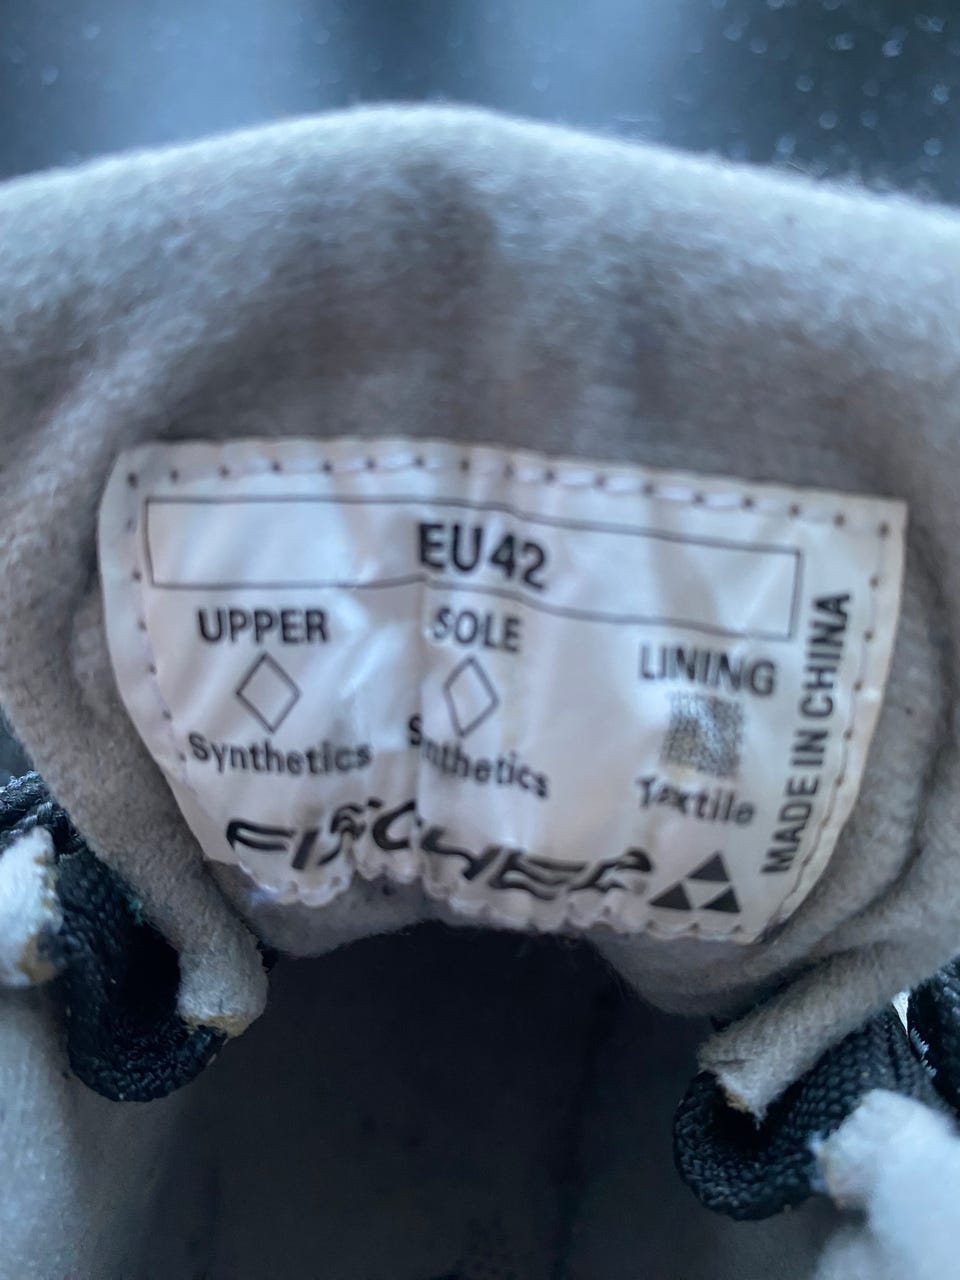 EU 42
UPPER SOLE LINING
Synthetics Synthetics Textile
FISCHER
MADE IN CHINA